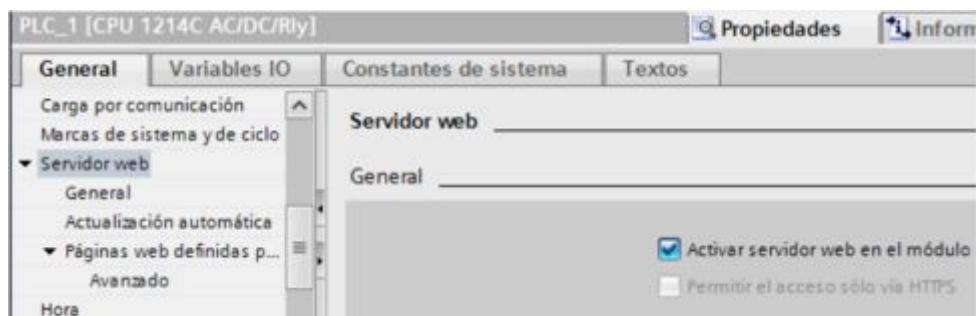 PLC_1 [CPU 1214C AC/DC/Rly]
Propiedades
Inform
General
Variables IO
Constantes de sistema
Textos
Carga por comunicación
Marcas de sistema y de ciclo
Servidor web
General
Actualización automática
Páginas web definidas p...
Avanzado
Hora
Servidor web
General
Activar servidor web en el módulo
Permitir el acceso sólo vía HTTPS